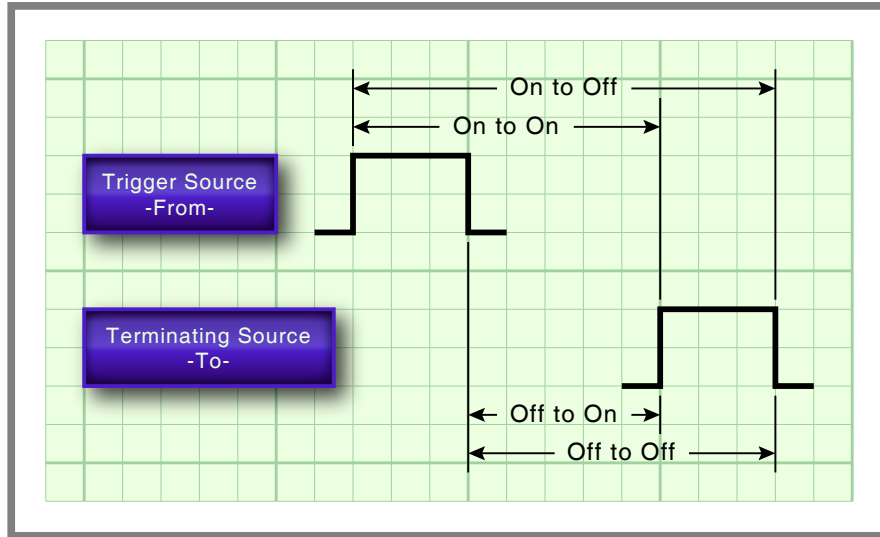 On to Off
On to On
Trigger Source
-From-
Terminating Source
-To-
Off to On
Off to Off